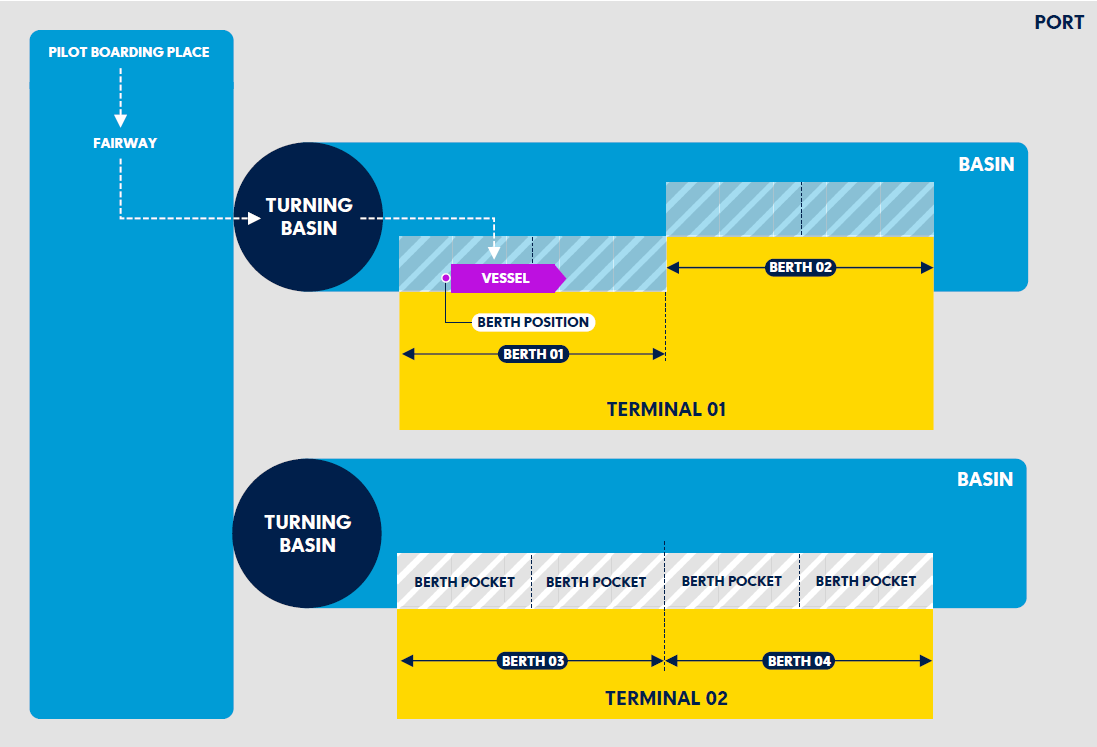 PORT
PILOT BOARDING PLACE
FAIRWAY
BASIN
TURNING
BASIN
BERTH 02
VESSEL
BERTH POSITION
BERTH 01
TERMINAL 01
BASIN
TURNING
BASIN
BERTH POCKET BERTH POCKET BERTH POCKET BERTH POCKET
BERTH 03 BERTH 04
TERMINAL 02